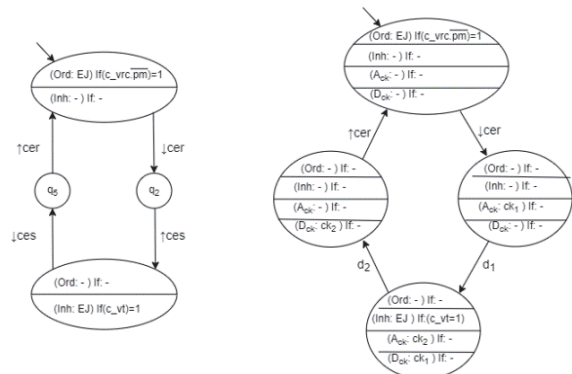 (Ord: EJ) If(c_vrc.p̅m̅)=1
(Inh: - ) If: -
↑cer
↓cer
q5
q2
↓ces
↑ces
(Ord: - ) If: -
(Inh: EJ) If(c_vt)=1
(Ord: EJ) If(c_vrc.p̅m̅)=1
(Inh: - ) If: -
(Ack: - ) If: -
(Dck: - ) If: -
↑cer
↓cer
(Ord: - ) If: -
(Inh: - ) If: -
(Ack: - ) If: -
(Dck: ck2 ) If: -
(Ord: - ) If: -
(Inh: - ) If: -
(Ack: ck1 ) If: -
(Dck: - ) If: -
d2
d1
(Ord: - ) If: -
(Inh: EJ ) If:(c_vt=1)
(Ack: ck2 ) If: -
(Dck: ck1 ) If: -